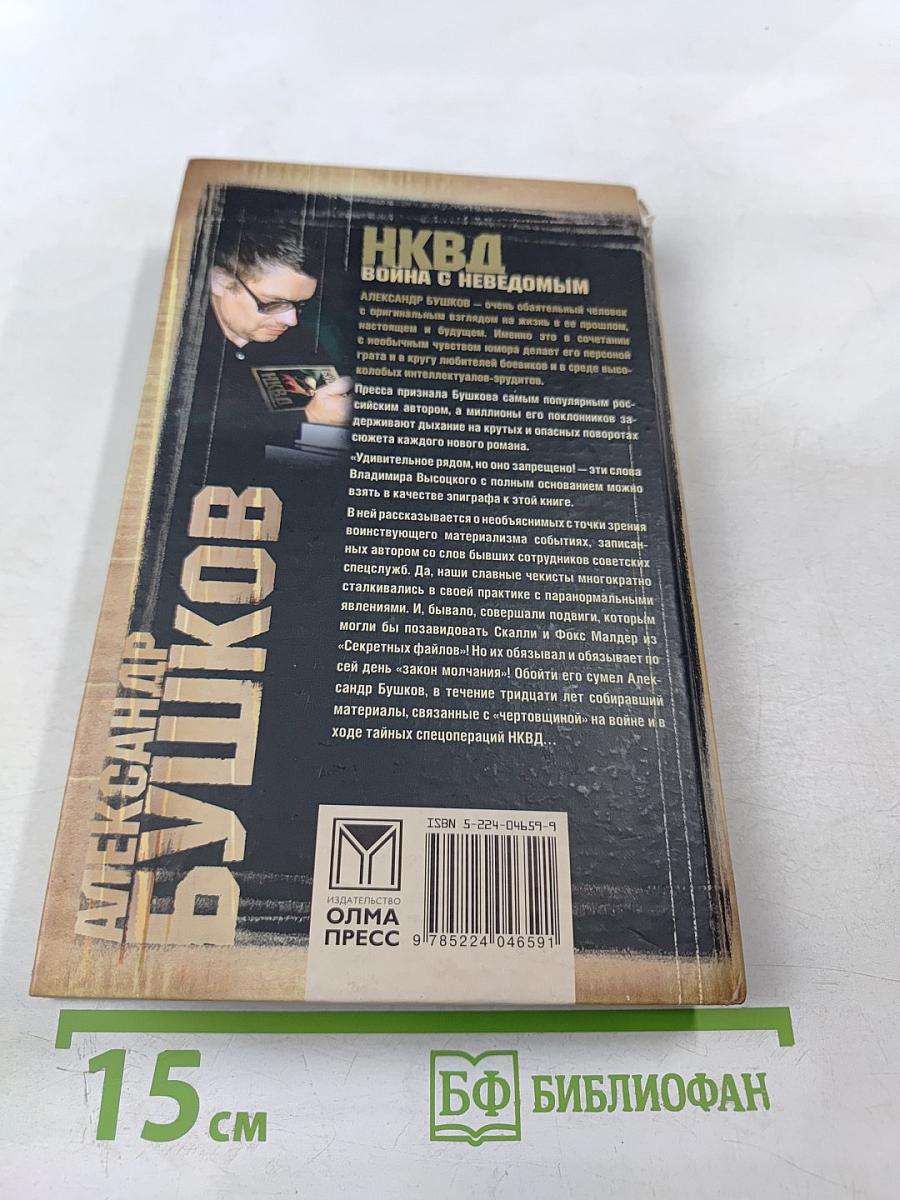 НКВД
ВОЙНА С НЕВЕДОМЫМ
АЛЕКСАНДР БУШКОВ — очень обаятельный человек
с оригинальным взглядом на жизнь в ее прошлом,
настоящем и будущем. Именно это в сочетании
с необычным чувством юмора делает его персоной
грата и в кругу любителей боевиков и в среде высо-
колобых интеллектуалов-эрудитов.
Пресса признала Бушкова самым популярным рос-
сийским автором, а миллионы его поклонников за-
держивают дыхание на крутых и опасных поворотах
сюжета каждого нового романа.
«Удивительное рядом, но оно запрещено! — эти слова
Владимира Высоцкого с полным основанием можно
взять в качестве эпиграфа к этой книге.
В ней рассказывается о необъяснимых с точки зрения
воинствующего материализма событиях, записан-
ных автором со слов бывших сотрудников советских
спецслужб. Да, наши славные чекисты многократно
сталкивались в своей практике с паранормальными
явлениями. И, бывало, совершали подвиги, которым
могли бы позавидовать Скалли и Фокс Малдер из
«Секретных файлов»! Но их обязывал и обязывает по
сей день «закон молчания»! Обойти его сумел Алек-
сандр Бушков, в течение тридцати лет собиравший
материалы, связанные с «чертовщиной» на войне и в
ходе тайных спецопераций НКВД...
НКВД
АЛЕКСАНДР
БУШКОВ
ИЗДАТЕЛЬСТВО
ОЛМА
ПРЕСС
ISBN 5-224-04659-9
9 785224 046591
15 см
БФ БИБЛИОФАН